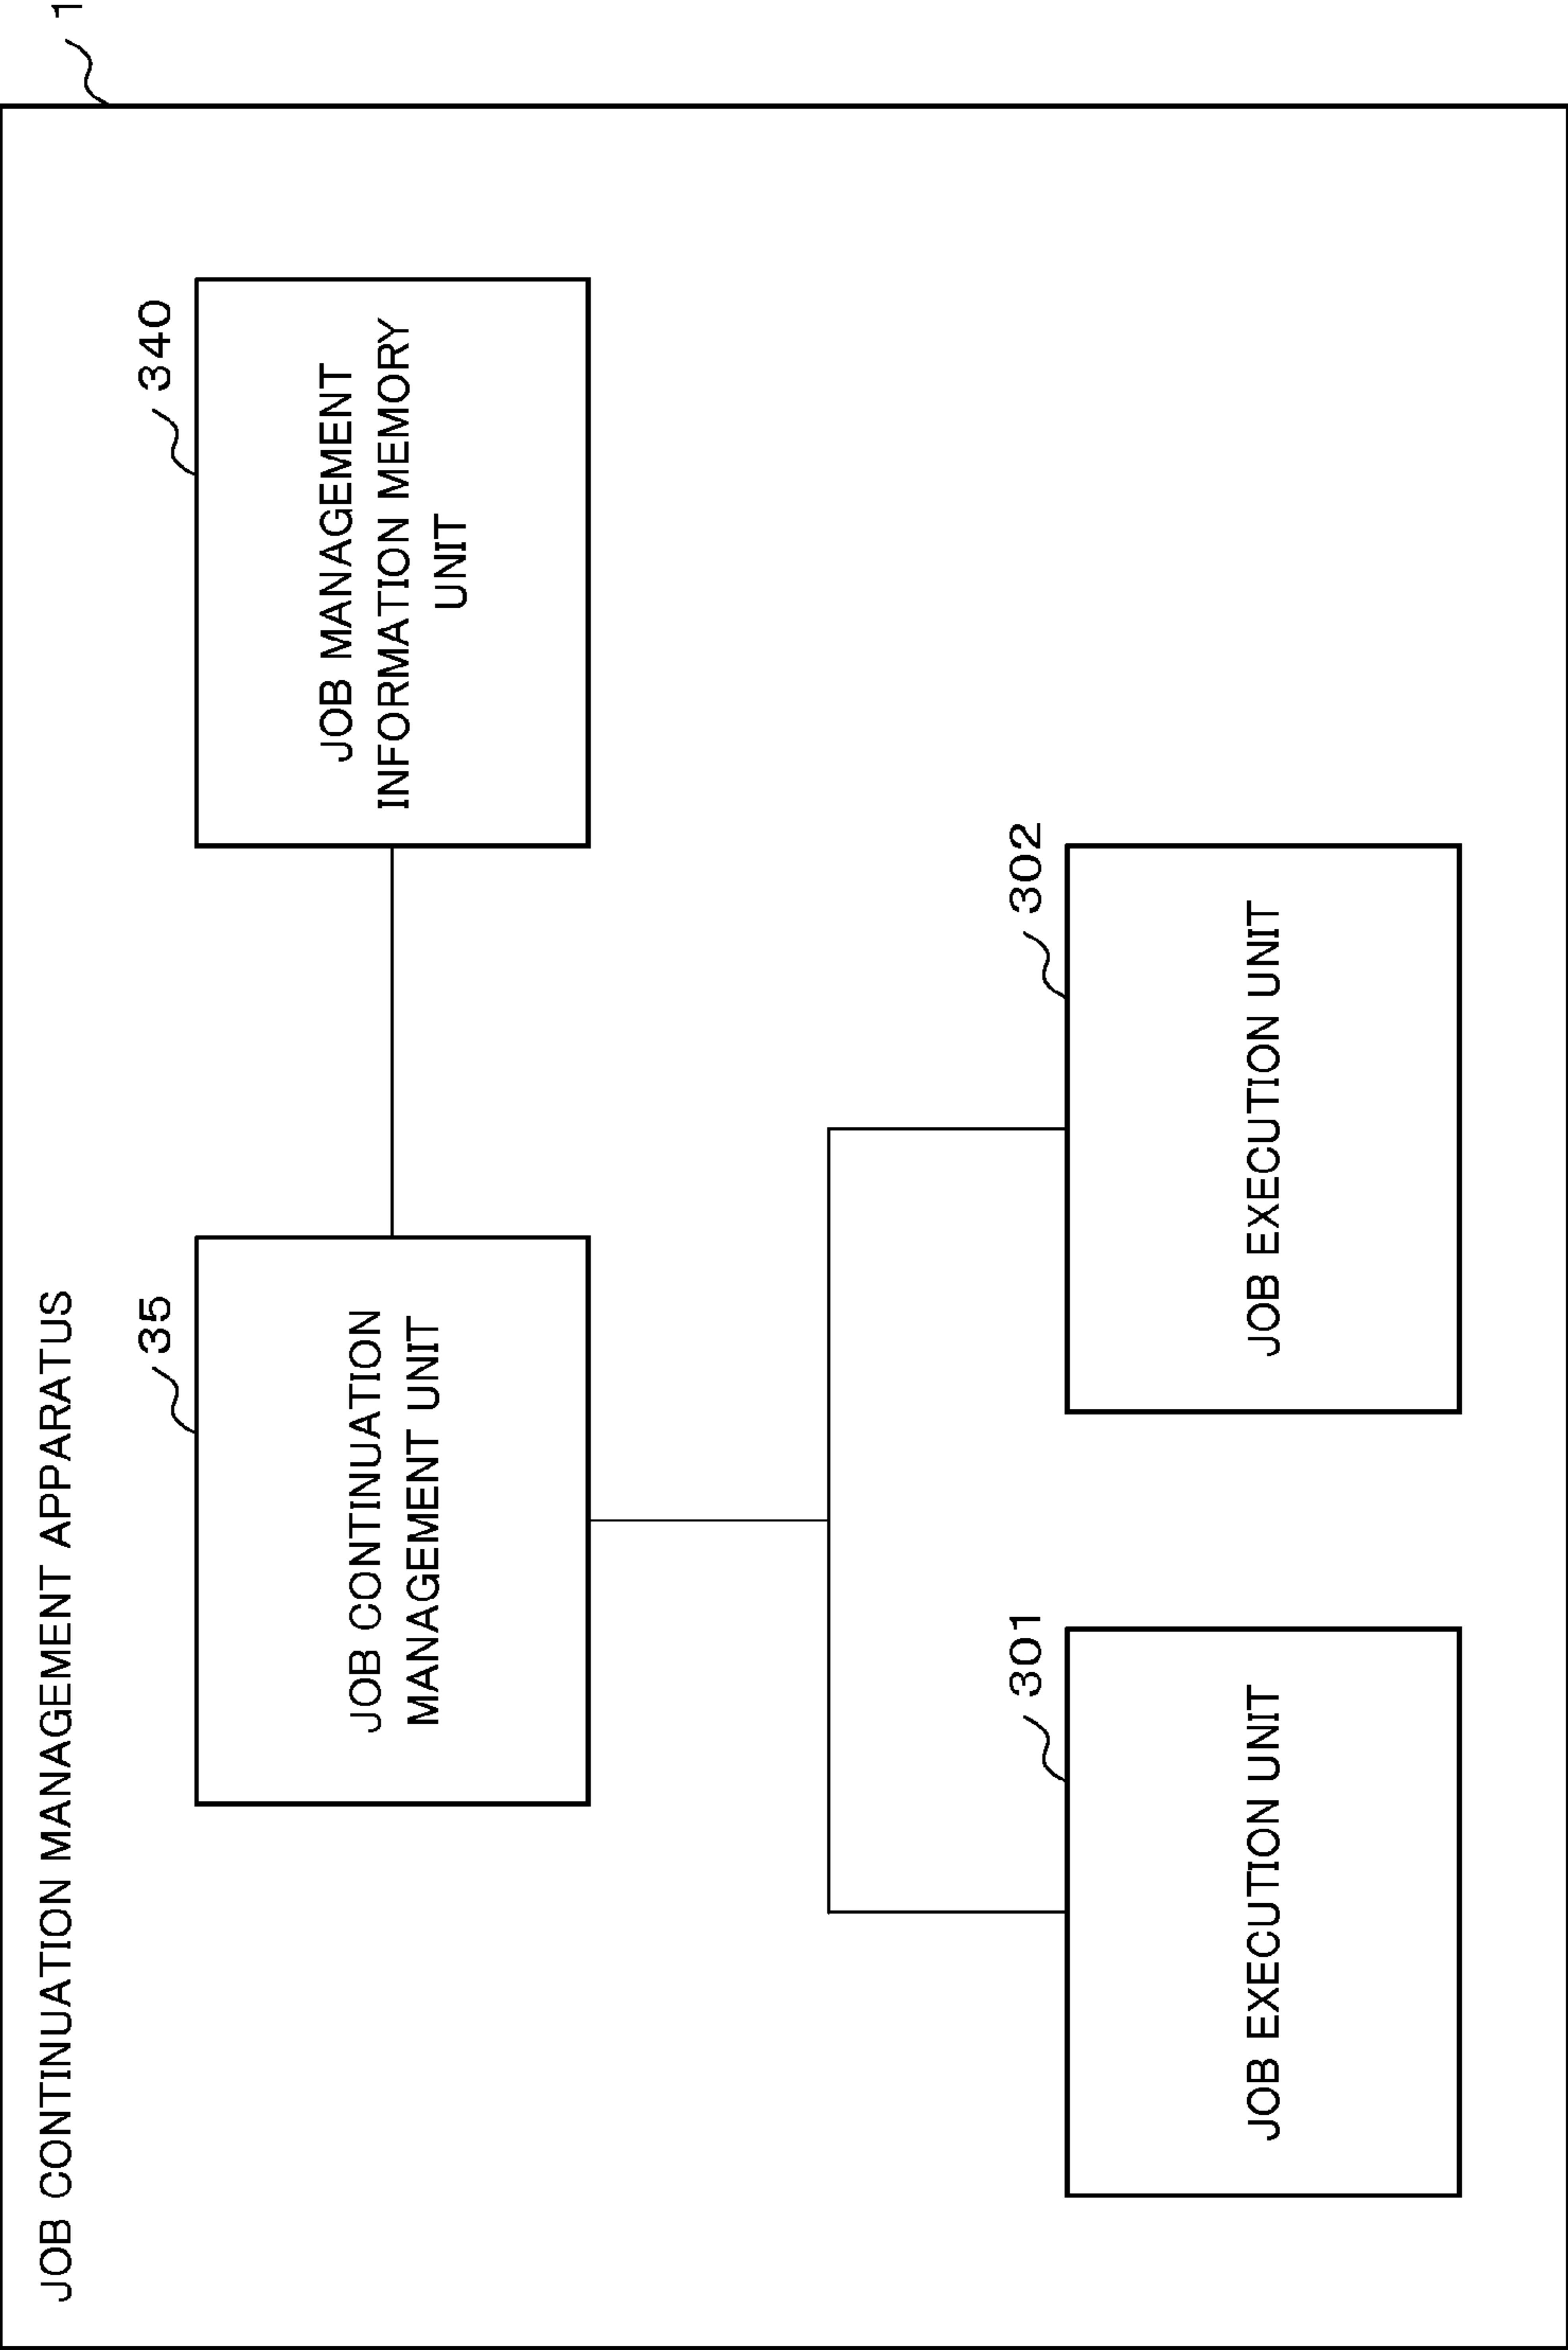 JOB CONTINUATION MANAGEMENT APPARATUS
1
35
JOB CONTINUATION
MANAGEMENT UNIT
340
JOB MANAGEMENT
INFORMATION MEMORY
UNIT
301
JOB EXECUTION UNIT
302
JOB EXECUTION UNIT